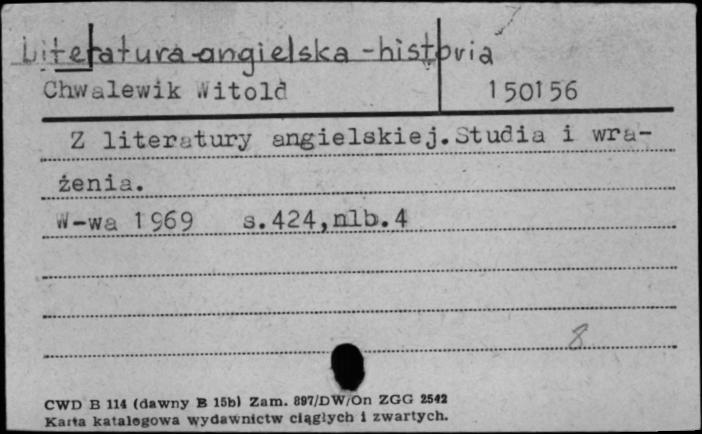 Literatura angielska - historia
Chwalewik Witold 150156
Z literatury angielskiej. Studia i wra-
żenia.
W-wa 1969 s.424,nlb.4
8
CWD B 114 (dawny B 15b) Zam. 897/DW/On ZGG 2542
Karta katalogowa wydawnictw ciągłych i zwartych.